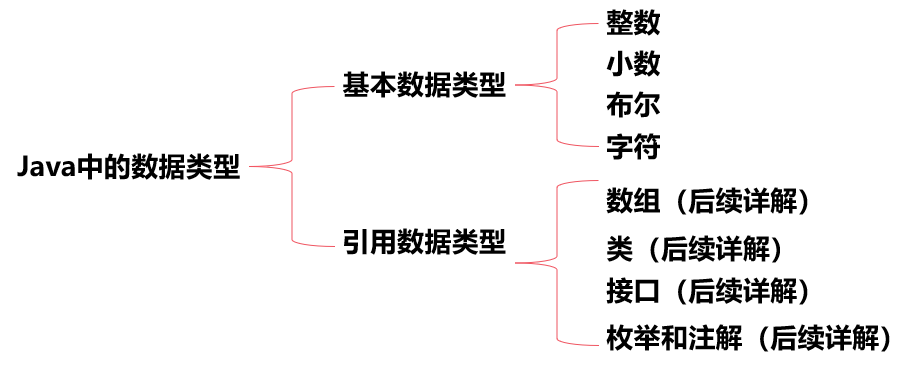 Java中的数据类型
基本数据类型
整数
小数
布尔
字符
引用数据类型
数组（后续详解）
类（后续详解）
接口（后续详解）
枚举和注解（后续详解）